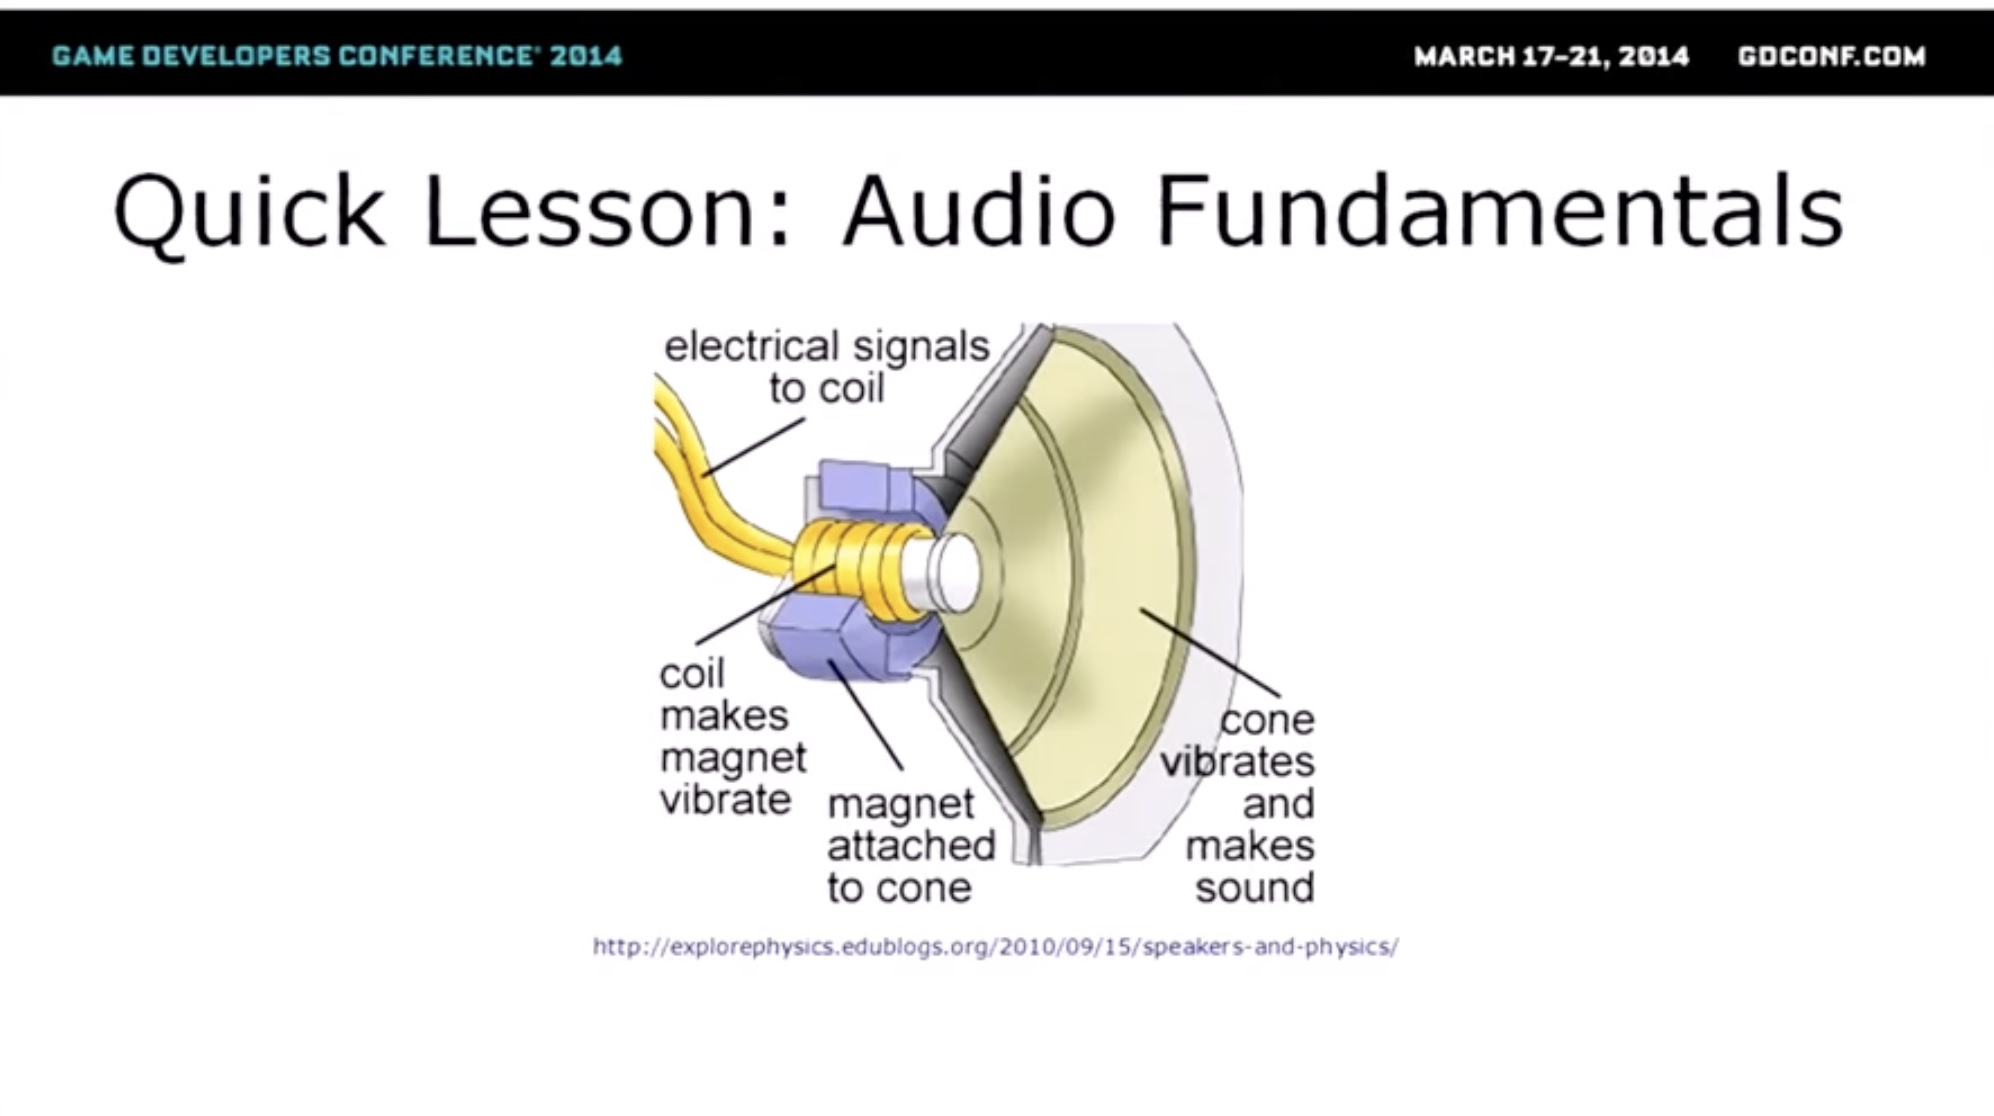 GAME DEVELOPERS CONFERENCE® 2014
MARCH 17–21, 2014 GDCONF.COM
Quick Lesson: Audio Fundamentals
electrical signals
to coil
coil
makes
magnet
vibrate
magnet
attached
to cone
cone
vibrates
and
makes
sound
http://explorephysics.edublogs.org/2010/09/15/speakers-and-physics/